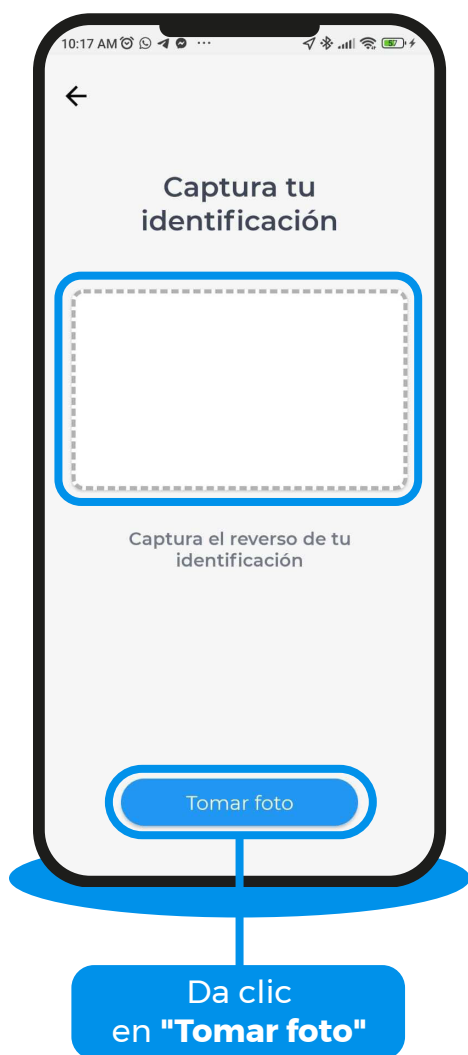 10:17 AM
57
Captura tu
identificación
Captura el reverso de tu
identificación
Tomar foto
Da clic
en "Tomar foto"